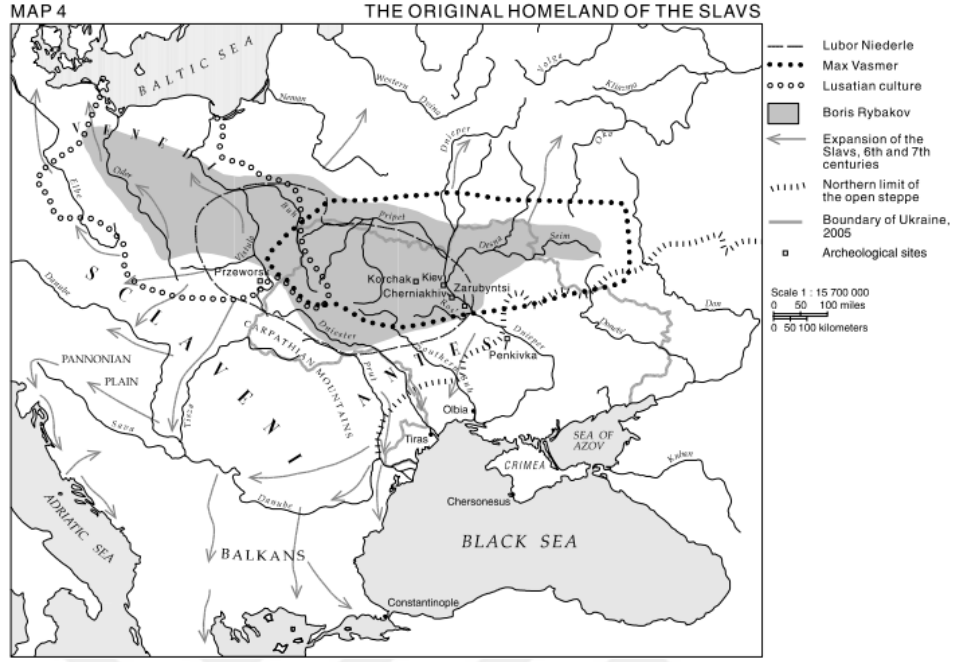 MAP 4
THE ORIGINAL HOMELAND OF THE SLAVS
Lubor Niederle
Max Vasmer
Lusatian culture
Boris Rybakov
Expansion of the
Slavs, 6th and 7th
centuries
Northern limit of
the open steppe
Boundary of Ukraine,
2005
Archeological sites
Scale 1 : 15 700 000
0 50 100 miles
0 50 100 kilometers
BALTIC SEA
Volga
Western Dvina
Kliazma
Neman
Dnieper
Oka
VENEDI
Oder
Elbe
Buh
Pripet
Desna
Seim
Vistula
Przeworsk
Korchak
Kiev
Cherniakhiv
Zarubyntsi
Ros'
SCLAVENI
Danube
Don
Donets'
Dniester
CARPATHIAN MOUNTAINS
ANTES
Dnieper
Southern Buh
Penkivka
PANNONIAN
PLAIN
Prut
Tisza
Sava
Olbia
Tiras
SEA OF
AZOV
CRIMEA
Kuban
Chersonesus
Danube
ADRIATIC SEA
BLACK SEA
BALKANS
Constantinople